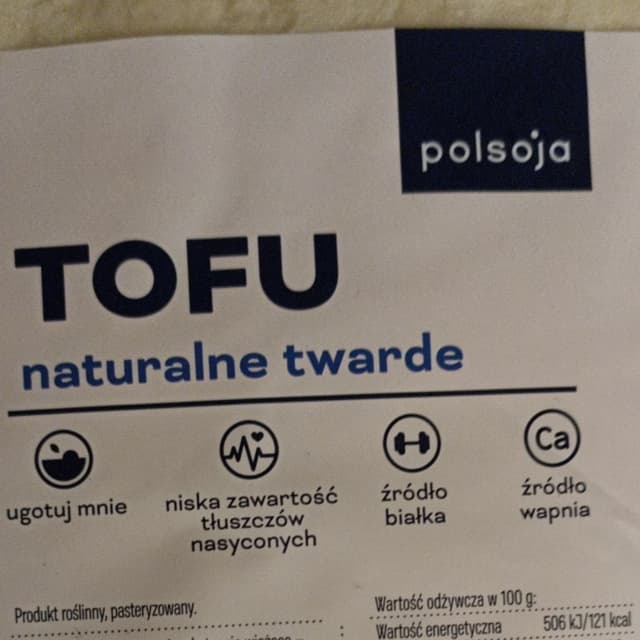 polsoja
TOFU
naturalne twarde
Ca
ugotuj mnie
niska zawartość
tłuszczów
nasyconych
źródło
białka
źródło
wapnia
Produkt roślinny, pasteryzowany.
Wartość odżywcza w 100 g:
Wartość energetyczna 506 kJ/121 kcal